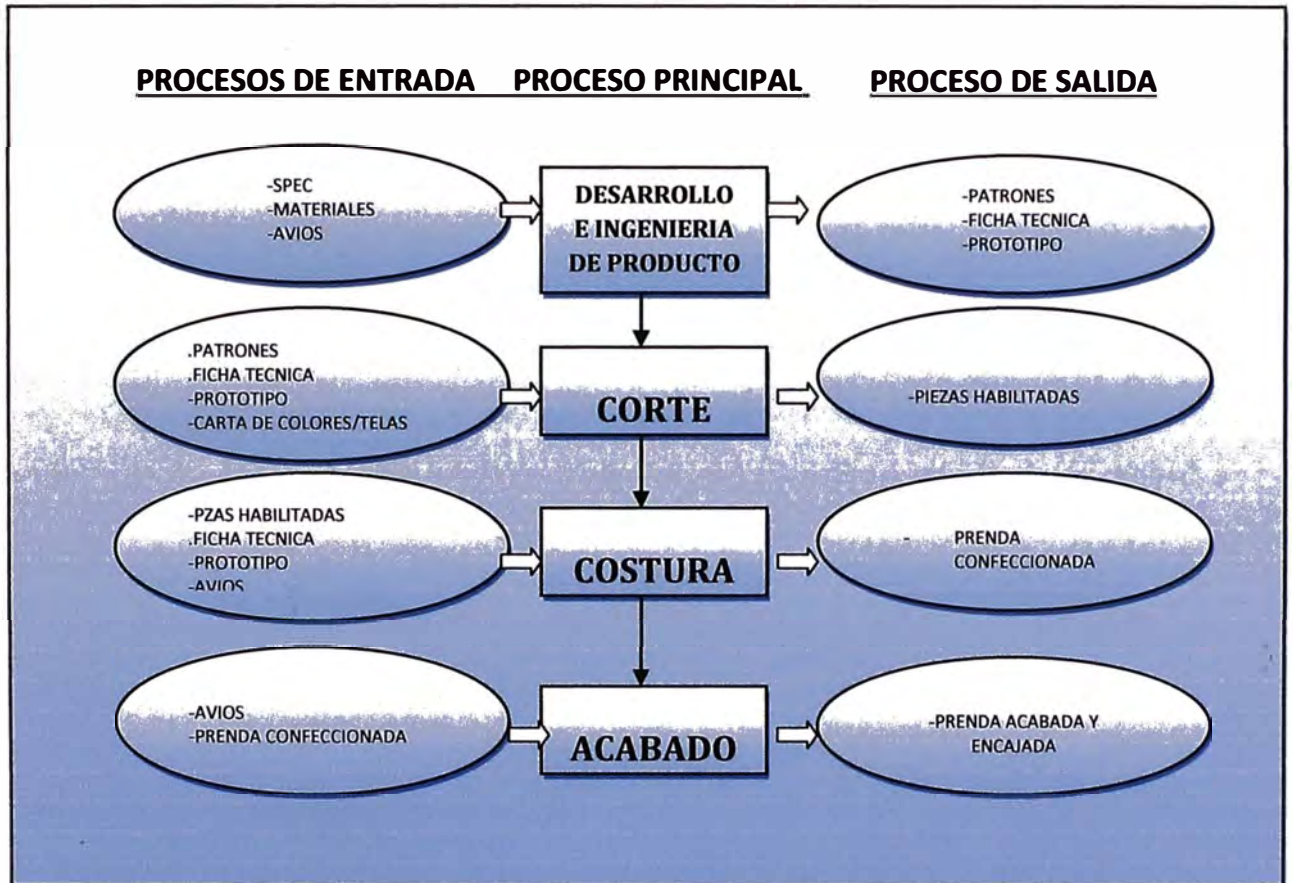 PROCESOS DE ENTRADA PROCESO PRINCIPAL PROCESO DE SALIDA
-SPEC
-MATERIALES
-AVIOS
DESARROLLO
E INGENIERIA
DE PRODUCTO
-PATRONES
-FICHA TECNICA
-PROTOTIPO
.PATRONES
.FICHA TECNICA
-PROTOTIPO
-CARTA DE COLORES/TELAS
CORTE
-PIEZAS HABILITADAS
-PZAS HABILITADAS
.FICHA TECNICA
-PROTOTIPO
-AVIOS
COSTURA
- PRENDA
CONFECCIONADA
-AVIOS
-PRENDA CONFECCIONADA
ACABADO
-PRENDA ACABADA Y
ENCAJADA